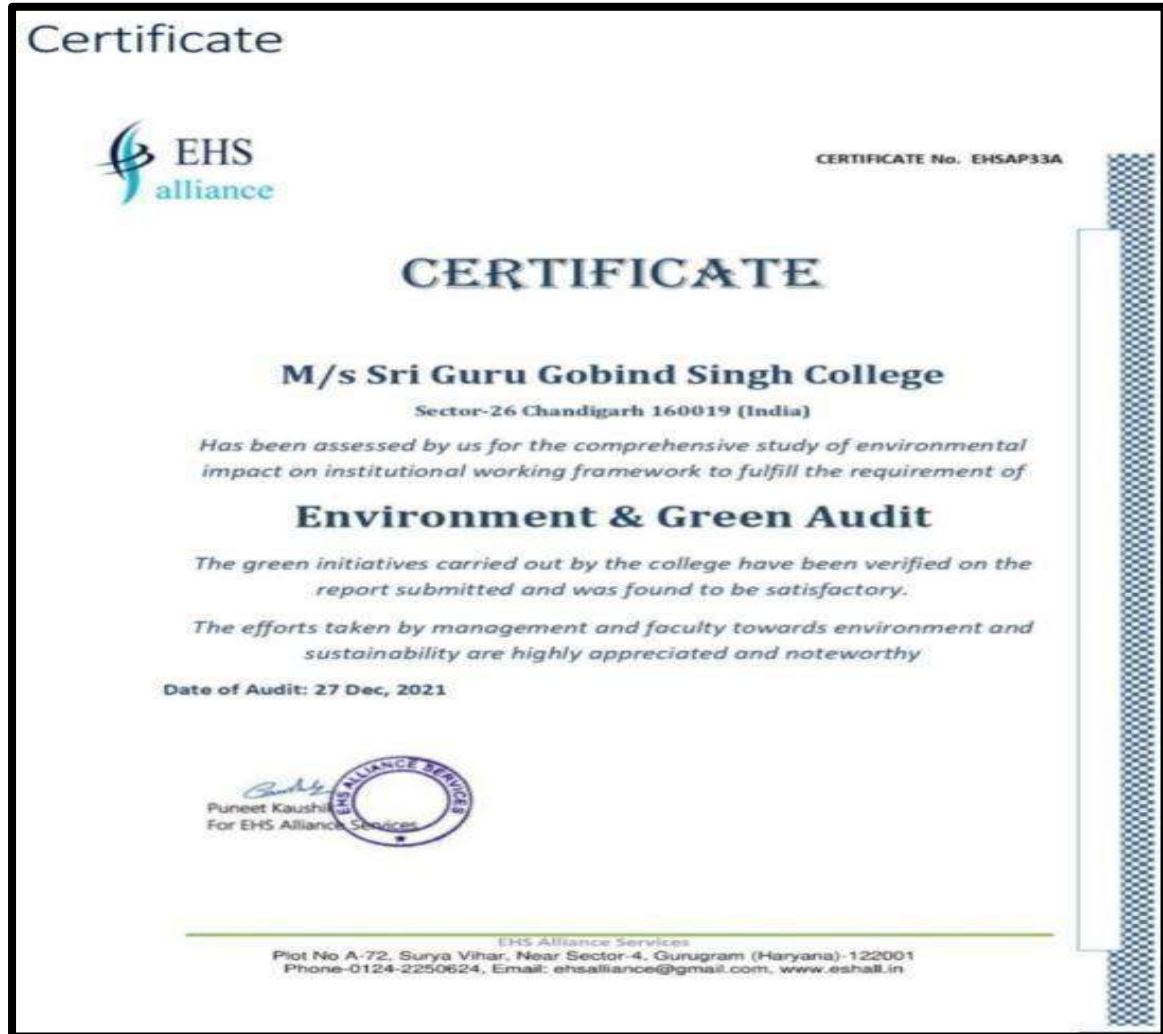 Certificate
EHS
alliance
CERTIFICATE No. EHSAP33A
CERTIFICATE
M/s Sri Guru Gobind Singh College
Sector-26 Chandigarh 160019 (India)
Has been assessed by us for the comprehensive study of environmental
impact on institutional working framework to fulfill the requirement of
Environment & Green Audit
The green initiatives carried out by the college have been verified on the
report submitted and was found to be satisfactory.
The efforts taken by management and faculty towards environment and
sustainability are highly appreciated and noteworthy
Date of Audit: 27 Dec, 2021
EHS ALLIANCE SERVICES
Puneet Kaushik
For EHS Alliance Services
EHS Alliance Services
Plot No A-72, Surya Vihar, Near Sector-4, Gurugram (Haryana)-122001
Phone-0124-2250624, Email: ehsalliance@gmail.com, www.eshall.in